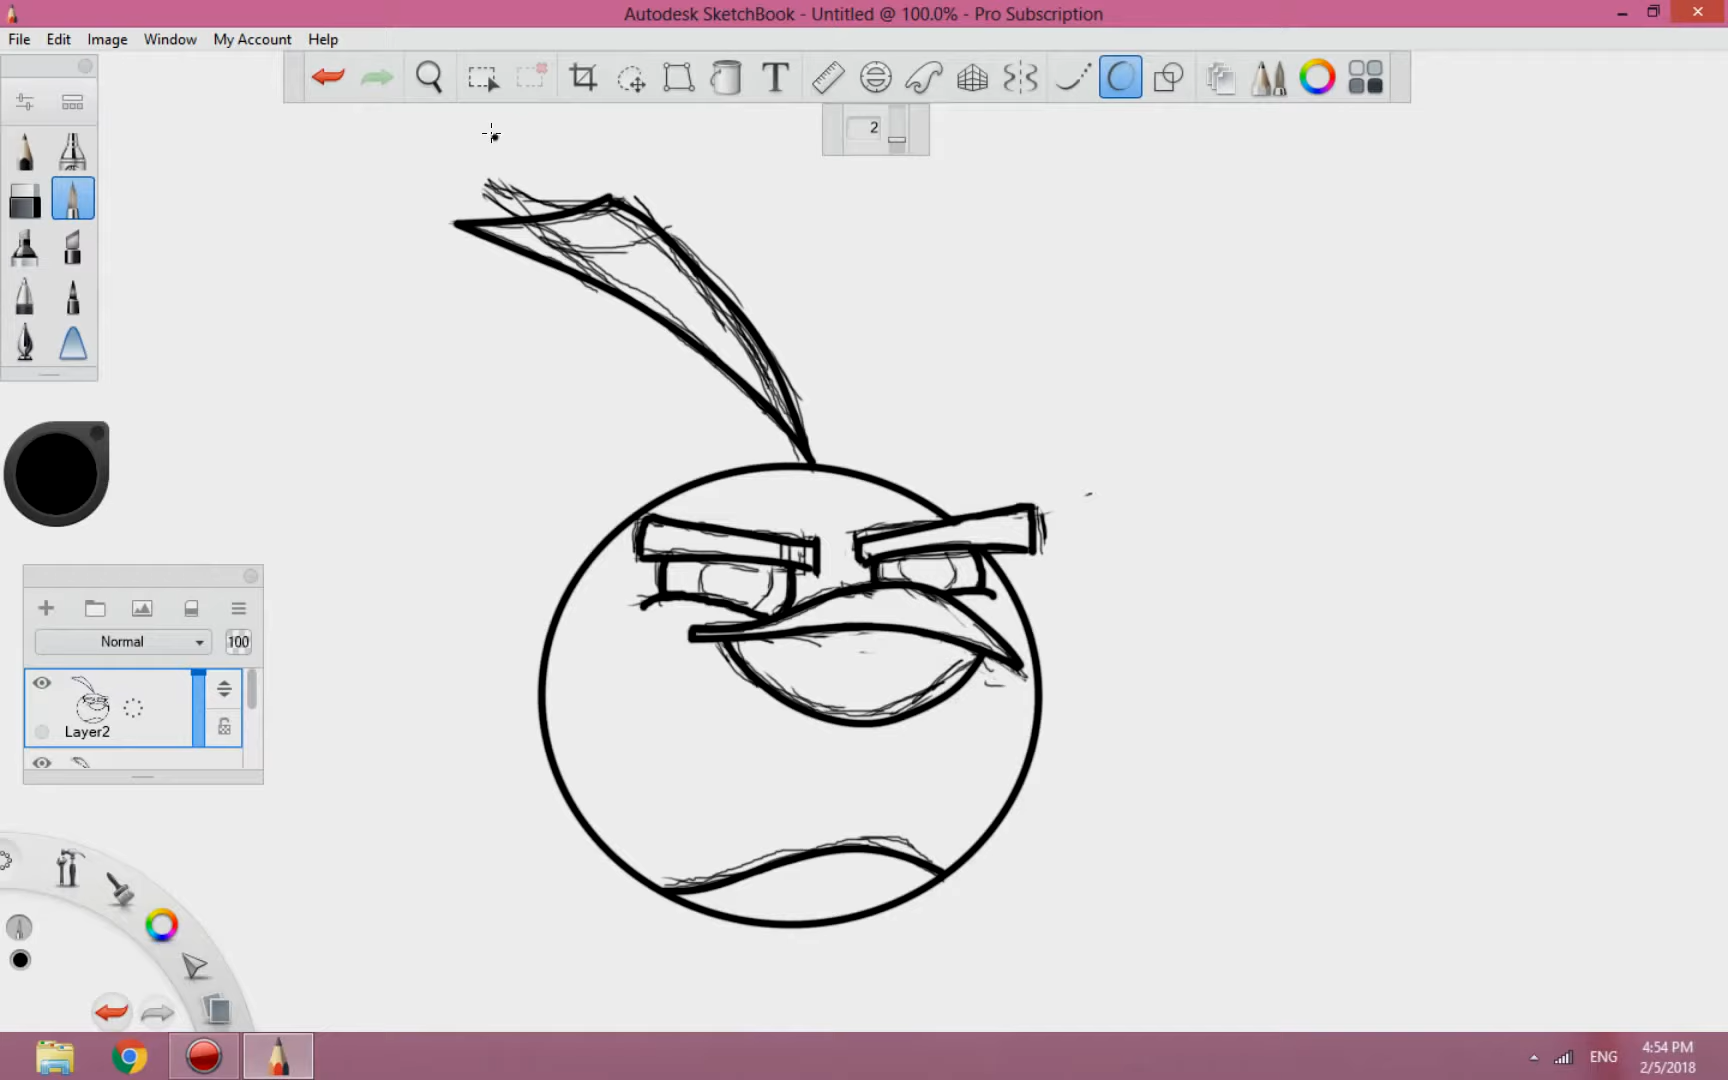 Autodesk SketchBook - Untitled @ 100.0% - Pro Subscription
File Edit Image Window My Account Help
T
2
Normal 100
Layer2
4:54 PM
ENG
2/5/2018